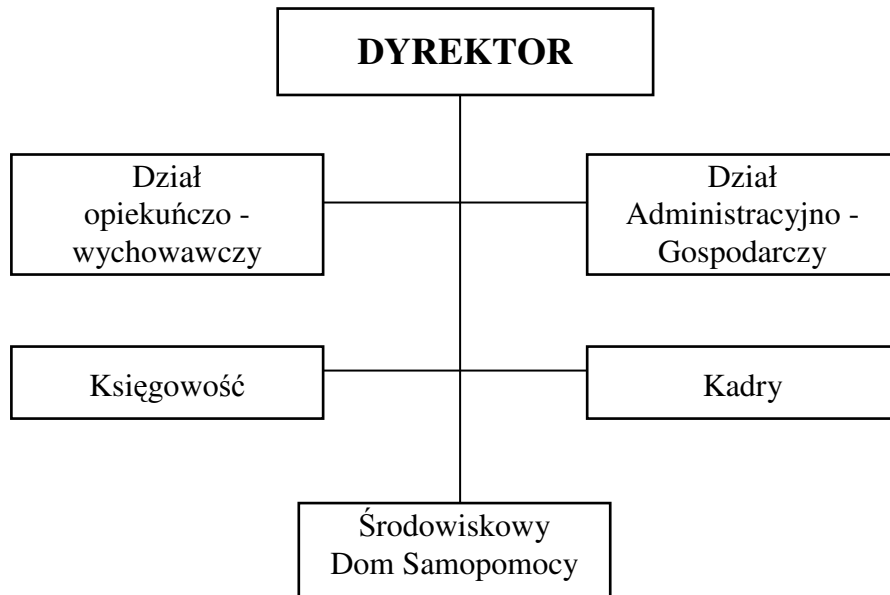 DYREKTOR
Dział
opiekuńczo -
wychowawczy
Dział
Administracyjno -
Gospodarczy
Księgowość
Kadry
Środowiskowy
Dom Samopomocy